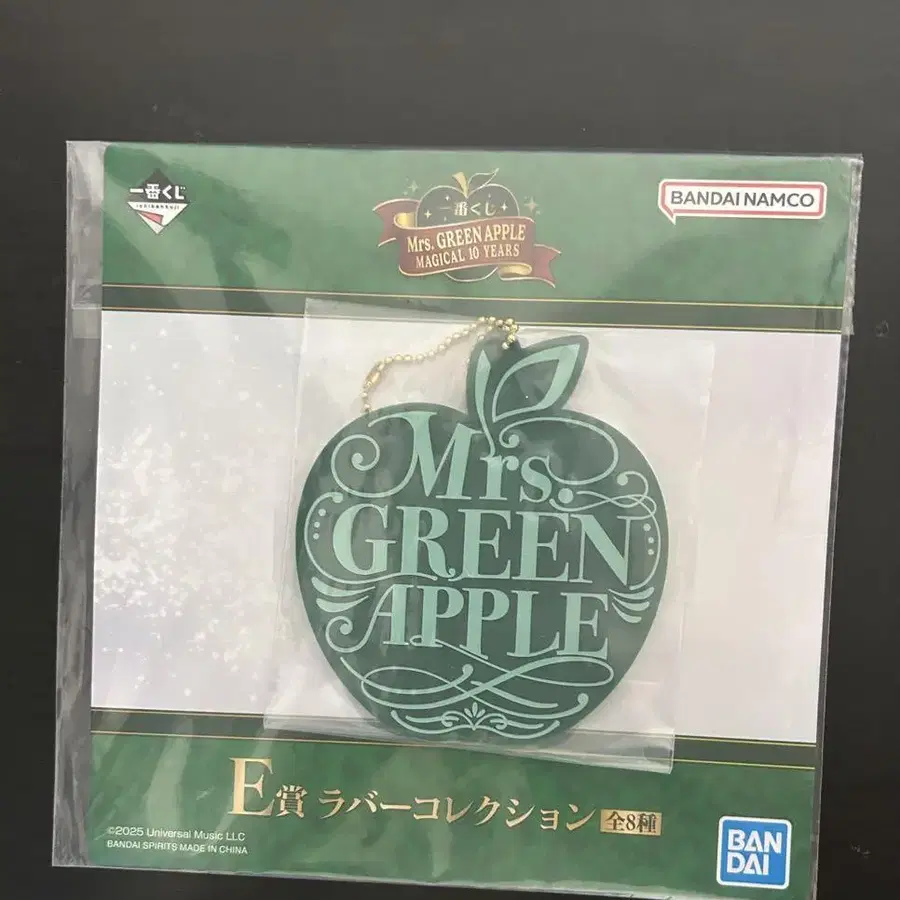 一番くじ
BANDAI NAMCO
一番くじ
Mrs. GREEN APPLE
MAGICAL 10 YEARS
Mrs.
GREEN
APPLE
E賞 ラバーコレクション 全8種
©2025 Universal Music LLC
BANDAI SPIRITS MADE IN CHINA
BAN
DAI